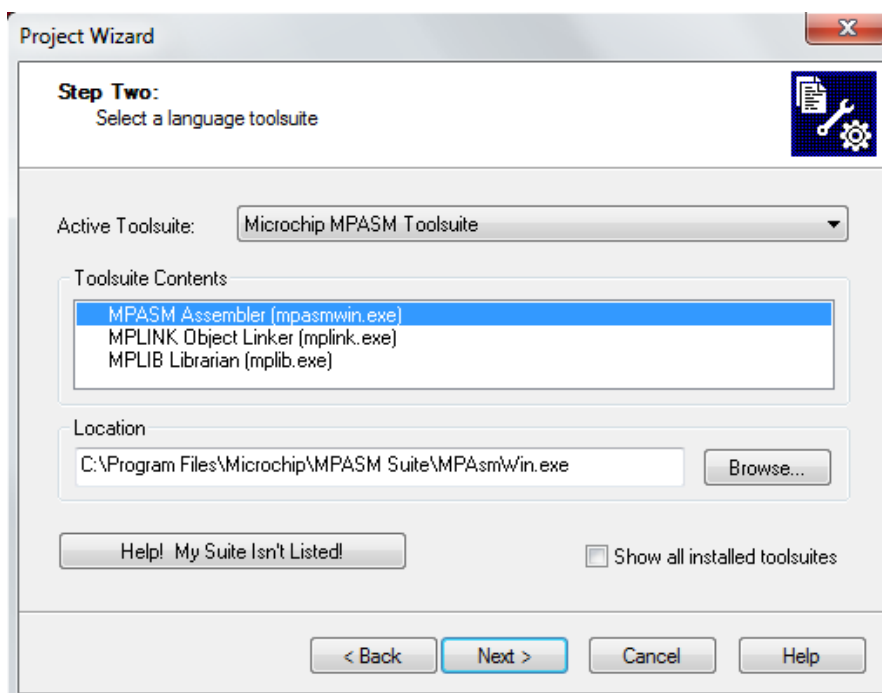 Project Wizard
Step Two:
Select a language toolsuite
Active Toolsuite:
Microchip MPASM Toolsuite
Toolsuite Contents
MPASM Assembler (mpasmwin.exe)
MPLINK Object Linker (mplink.exe)
MPLIB Librarian (mplib.exe)
Location
C:\Program Files\Microchip\MPASM Suite\MPAsmWin.exe
Browse...
Help!  My Suite Isn't Listed!
Show all installed toolsuites
< Back
Next >
Cancel
Help